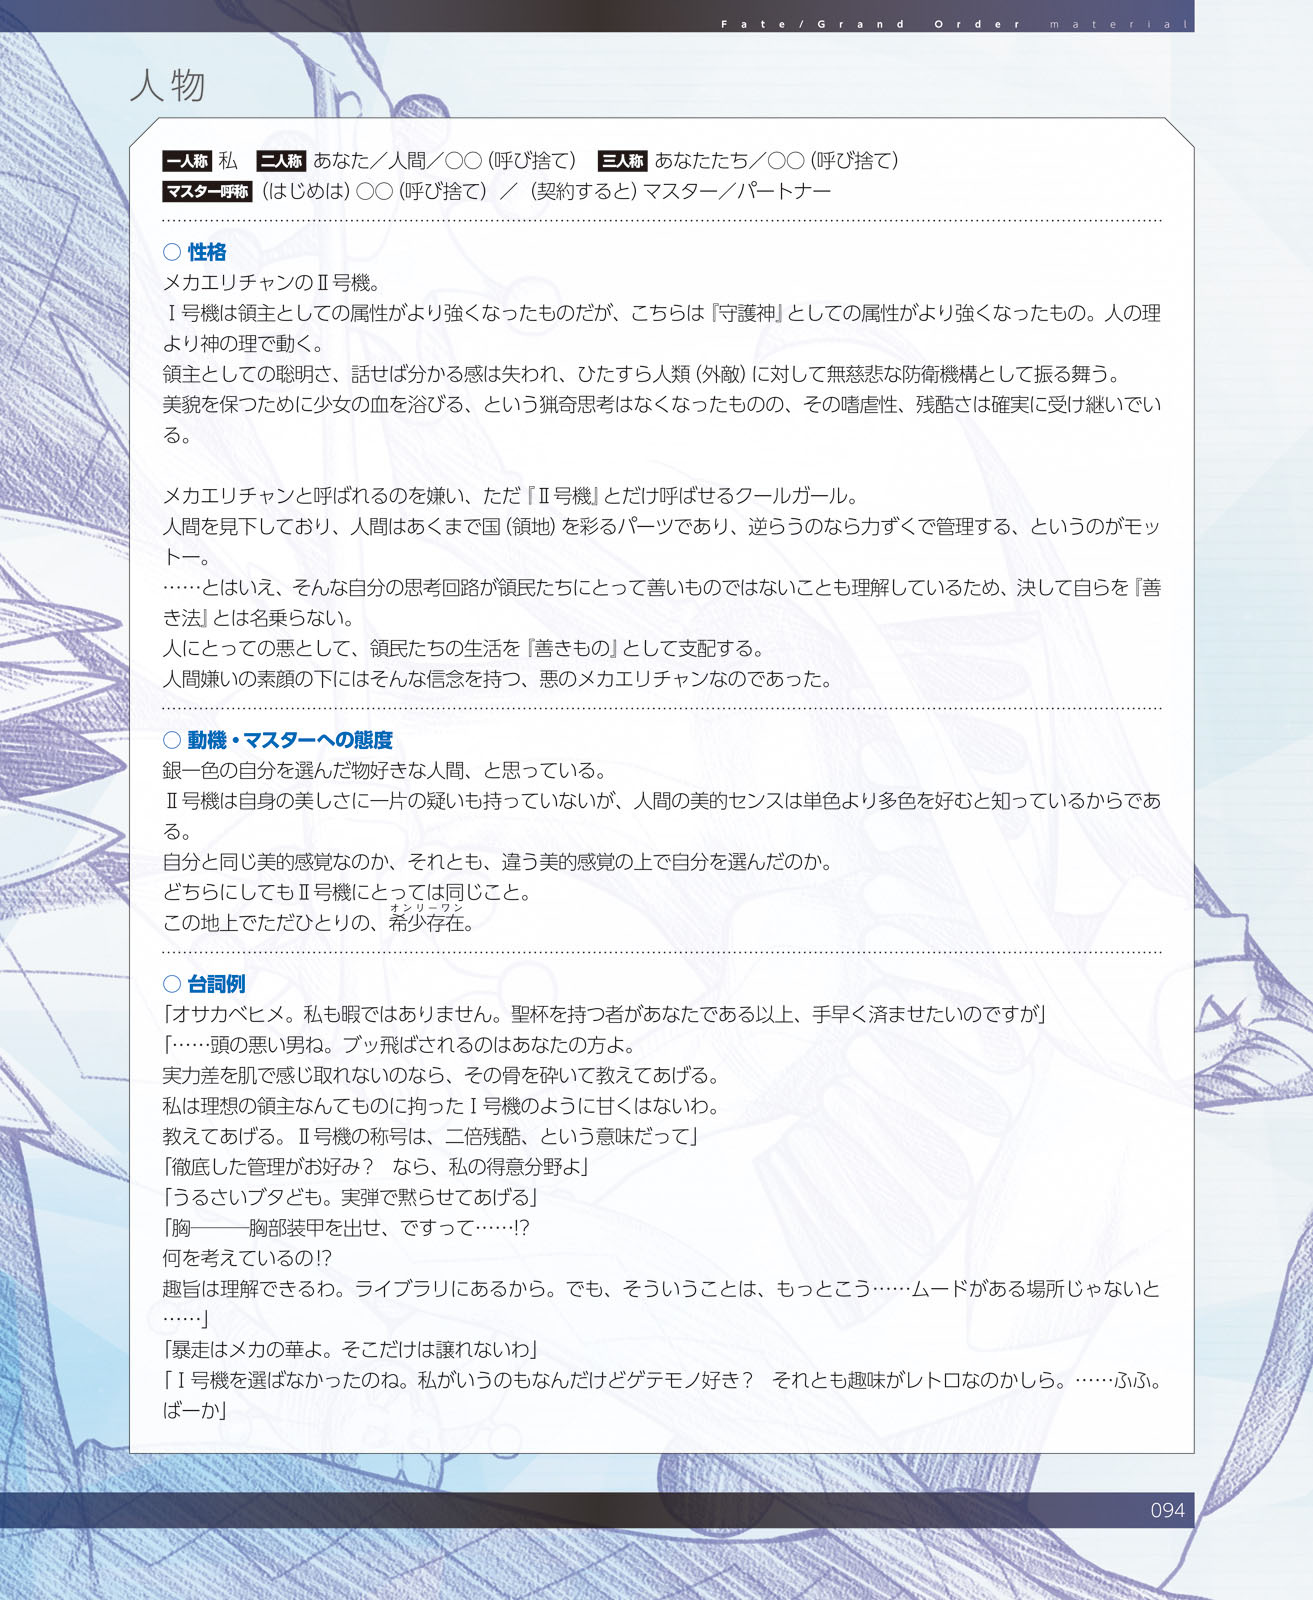 Fate/Grand Order material
人物
一人称 私 二人称 あなた／人間／○○（呼び捨て） 三人称 あなたたち／○○（呼び捨て）
マスター呼称 （はじめは）○○（呼び捨て）／（契約すると）マスター／パートナー
○ 性格
メカエリチャンのⅡ号機。
Ⅰ号機は領主としての属性がより強くなったものだが、こちらは『守護神』としての属性がより強くなったもの。人の理
より神の理で動く。
領主としての聡明さ、話せば分かる感は失われ、ひたすら人類（外敵）に対して無慈悲な防衛機構として振る舞う。
美貌を保つために少女の血を浴びる、という猟奇思考はなくなったものの、その嗜虐性、残酷さは確実に受け継いでい
る。
メカエリチャンと呼ばれるのを嫌い、ただ『Ⅱ号機』とだけ呼ばせるクールガール。
人間を見下しており、人間はあくまで国（領地）を彩るパーツであり、逆らうのなら力ずくで管理する、というのがモッ
トー。
……とはいえ、そんな自分の思考回路が領民たちにとって善いものではないことも理解しているため、決して自らを『善
き法』とは名乗らない。
人にとっての悪として、領民たちの生活を『善きもの』として支配する。
人間嫌いの素顔の下にはそんな信念を持つ、悪のメカエリチャンなのであった。
○ 動機・マスターへの態度
銀一色の自分を選んだ物好きな人間、と思っている。
Ⅱ号機は自身の美しさに一片の疑いも持っていないが、人間の美的センスは単色より多色を好むと知っているからであ
る。
自分と同じ美的感覚なのか、それとも、違う美的感覚の上で自分を選んだのか。
どちらにしてもⅡ号機にとっては同じこと。
オンリーワン
この地上でただひとりの、希少存在。
○ 台詞例
「オサカベヒメ。私も暇ではありません。聖杯を持つ者があなたである以上、手早く済ませたいのですが」
「……頭の悪い男ね。ブッ飛ばされるのはあなたの方よ。
実力差を肌で感じ取れないのなら、その骨を砕いて教えてあげる。
私は理想の領主なんてものに拘ったⅠ号機のように甘くはないわ。
教えてあげる。Ⅱ号機の称号は、二倍残酷、という意味だって」
「徹底した管理がお好み？　なら、私の得意分野よ」
「うるさいブタども。実弾で黙らせてあげる」
「胸―――胸部装甲を出せ、ですって……!?
何を考えているの!?
趣旨は理解できるわ。ライブラリにあるから。でも、そういうことは、もっとこう……ムードがある場所じゃないと
……」
「暴走はメカの華よ。そこだけは譲れないわ」
「Ⅰ号機を選ばなかったのね。私がいうのもなんだけどゲテモノ好き？　それとも趣味がレトロなのかしら。……ふふ。
ばーか」
094